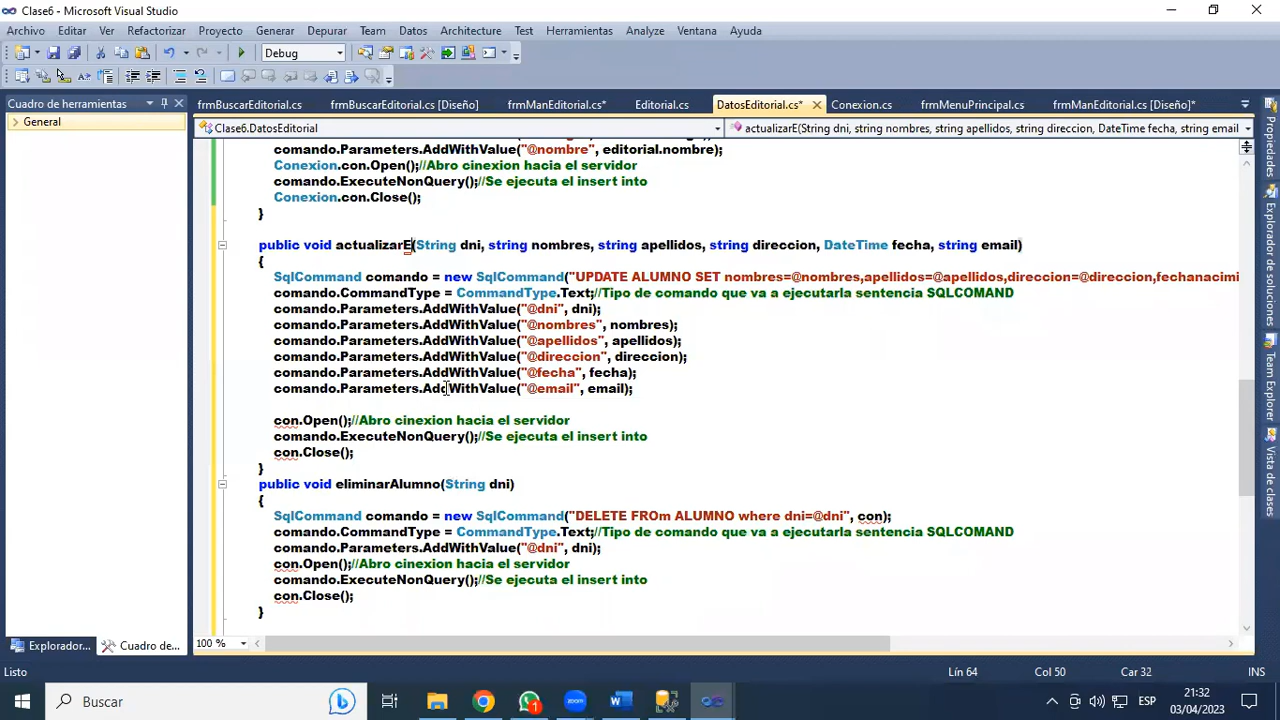 Clase6 - Microsoft Visual Studio
Archivo Editar Ver Refactorizar Proyecto Generar Depurar Team Datos Herramientas Architecture Test Analyze Ventana Ayuda
Debug
Cuadro de herramientas
General
frmBuscarEditorial.cs frmBuscarEditorial.cs [Diseño] frmManEditorial.cs* Editorial.cs DatosEditorial.cs* Conexion.cs frmMenuPrincipal.cs frmManEditorial.cs [Diseño]*
Clase6.DatosEditorial
actualizarE(String dni, string nombres, string apellidos, string direccion, DateTime fecha, string email
comando.Parameters.AddWithValue("@nombre", editorial.nombre);
Conexion.con.Open();//Abro cinexion hacia el servidor
comando.ExecuteNonQuery();//Se ejecuta el insert into
Conexion.con.Close();
}
public void actualizarE(String dni, string nombres, string apellidos, string direccion, DateTime fecha, string email)
{
SqlCommand comando = new SqlCommand("UPDATE ALUMNO SET nombres=@nombres,apellidos=@apellidos,direccion=@direccion,fechanacimi
comando.CommandType = CommandType.Text;//Tipo de comando que va a ejecutarla sentencia SQLCOMAND
comando.Parameters.AddWithValue("@dni", dni);
comando.Parameters.AddWithValue("@nombres", nombres);
comando.Parameters.AddWithValue("@apellidos", apellidos);
comando.Parameters.AddWithValue("@direccion", direccion);
comando.Parameters.AddWithValue("@fecha", fecha);
comando.Parameters.AddWithValue("@email", email);
con.Open();//Abro cinexion hacia el servidor
comando.ExecuteNonQuery();//Se ejecuta el insert into
con.Close();
}
public void eliminarAlumno(String dni)
{
SqlCommand comando = new SqlCommand("DELETE FROm ALUMNO where dni=@dni", con);
comando.CommandType = CommandType.Text;//Tipo de comando que va a ejecutarla sentencia SQLCOMAND
comando.Parameters.AddWithValue("@dni", dni);
con.Open();//Abro cinexion hacia el servidor
comando.ExecuteNonQuery();//Se ejecuta el insert into
con.Close();
}
100 %
Explorador... Cuadro de...
Propiedades
Explorador de soluciones
Team Explorer
Vista de clases
Listo Lín 64 Col 50 Car 32 INS
Buscar
ESP
21:32
03/04/2023